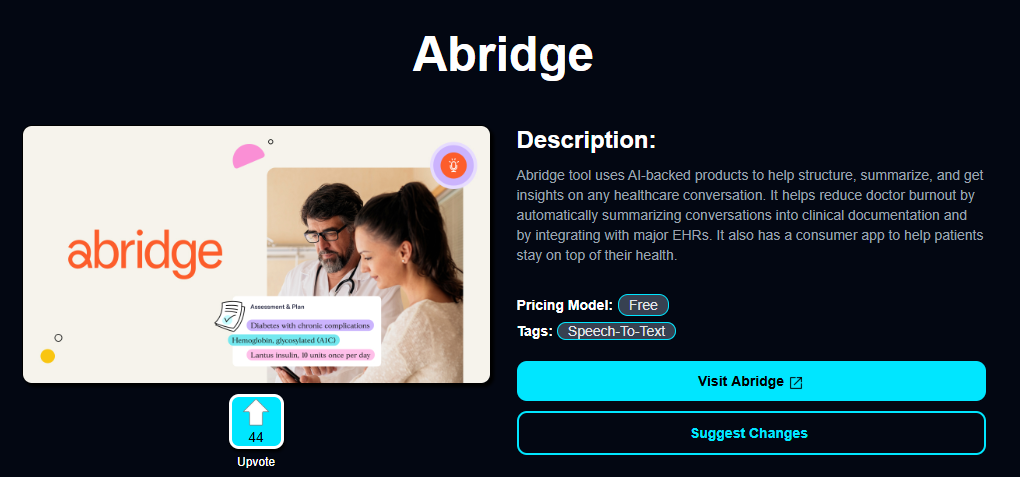 Abridge
abridge
Assessment & Plan
Diabetes with chronic complications
Hemoglobin, glycosylated (A1C)
Lantus insulin, 10 units once per day
44
Upvote
Description:
Abridge tool uses AI-backed products to help structure, summarize, and get
insights on any healthcare conversation. It helps reduce doctor burnout by
automatically summarizing conversations into clinical documentation and
by integrating with major EHRs. It also has a consumer app to help patients
stay on top of their health.
Pricing Model: Free
Tags: Speech-To-Text
Visit Abridge
Suggest Changes